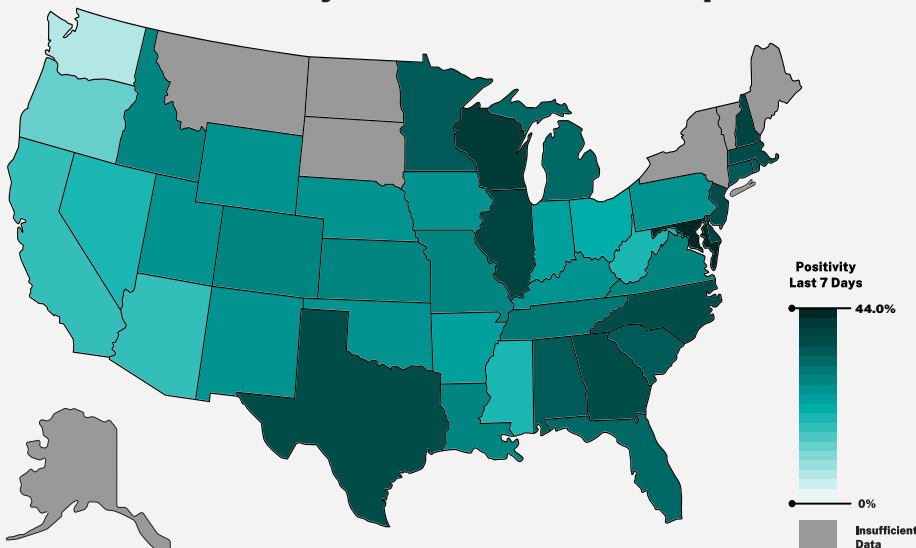 Positivity
Last 7 Days
44.0%
0%
Insufficient
Data